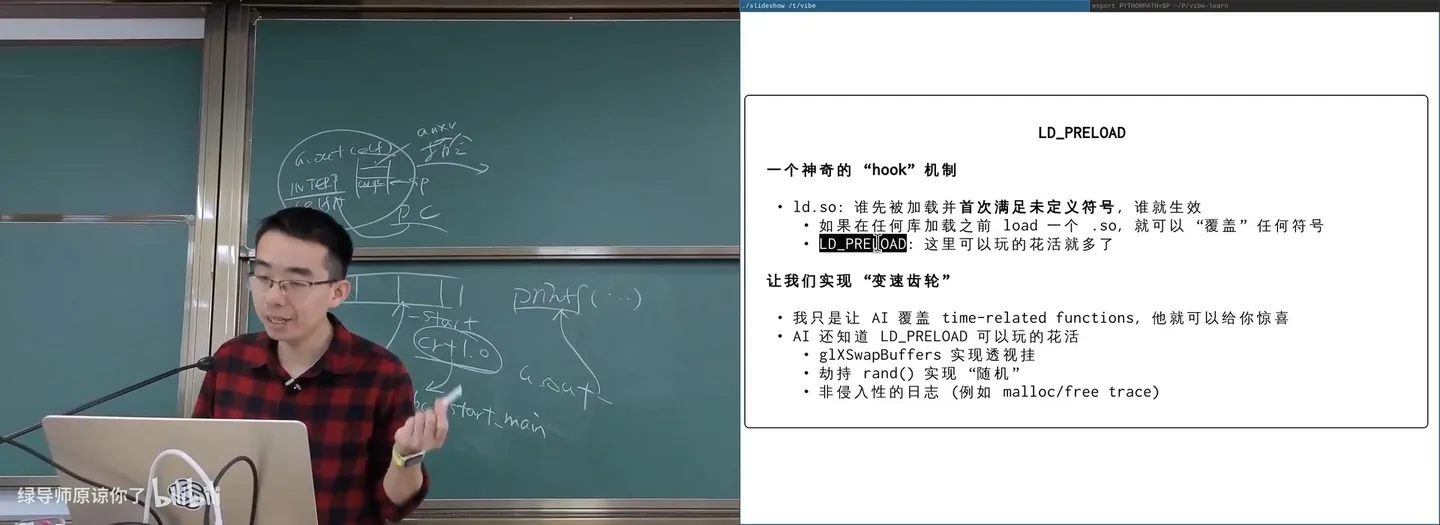 ./slideshow /t/vibe
export PYTHONPATH=$P ~/P/vibe-learn
auxv
a.out (elf)
INTERP
P
PC
_start
crt1.o
start_main
printf(...)
a.out
绿导师原谅你了 bilibili
LD_PRELOAD
一个神奇的 “hook” 机制
• ld.so: 谁先被加载并首次满足未定义符号, 谁就生效
• 如果在任何库加载之前 load 一个 .so, 就可以 “覆盖” 任何符号
• LD_PRELOAD: 这里可以玩的花活就多了
让我们实现 “变速齿轮”
• 我只是让 AI 覆盖 time-related functions, 他就可以给你惊喜
• AI 还知道 LD_PRELOAD 可以玩的花活
• glXSwapBuffers 实现透视挂
• 劫持 rand() 实现 “随机”
• 非侵入性的日志 (例如 malloc/free trace)